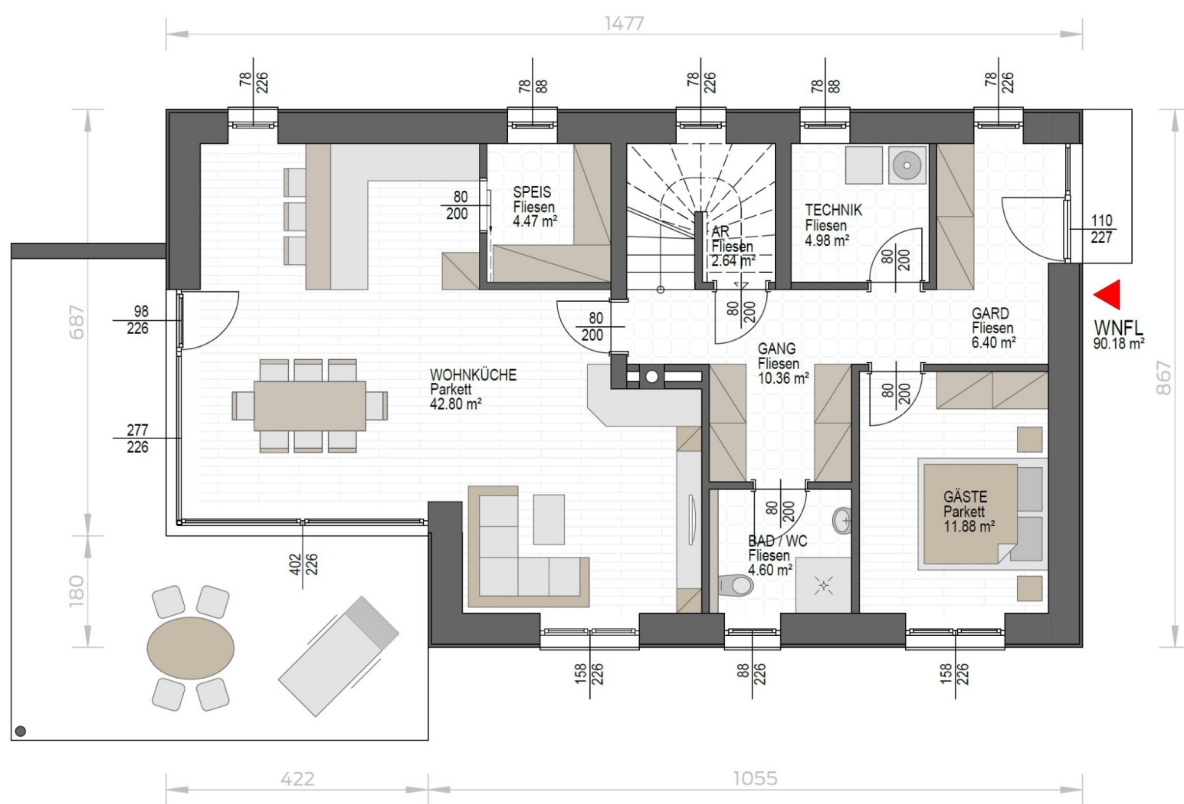 1477
78
226
78
88
78
226
78
88
78
226
SPEIS
Fliesen
4.47 m²
80
200
TECHNIK
Fliesen
4.98 m²
AR
Fliesen
2.64 m²
80
200
110
227
98
226
80
200
80
200
GARD
Fliesen
6.40 m²
WNFL
90.18 m²
687
867
GANG
Fliesen
10.36 m²
WOHNKÜCHE
Parkett
42.80 m²
80
200
277
226
80
200
GÄSTE
Parkett
11.88 m²
BAD / WC
Fliesen
4.60 m²
402
226
180
158
226
88
226
158
226
422
1055